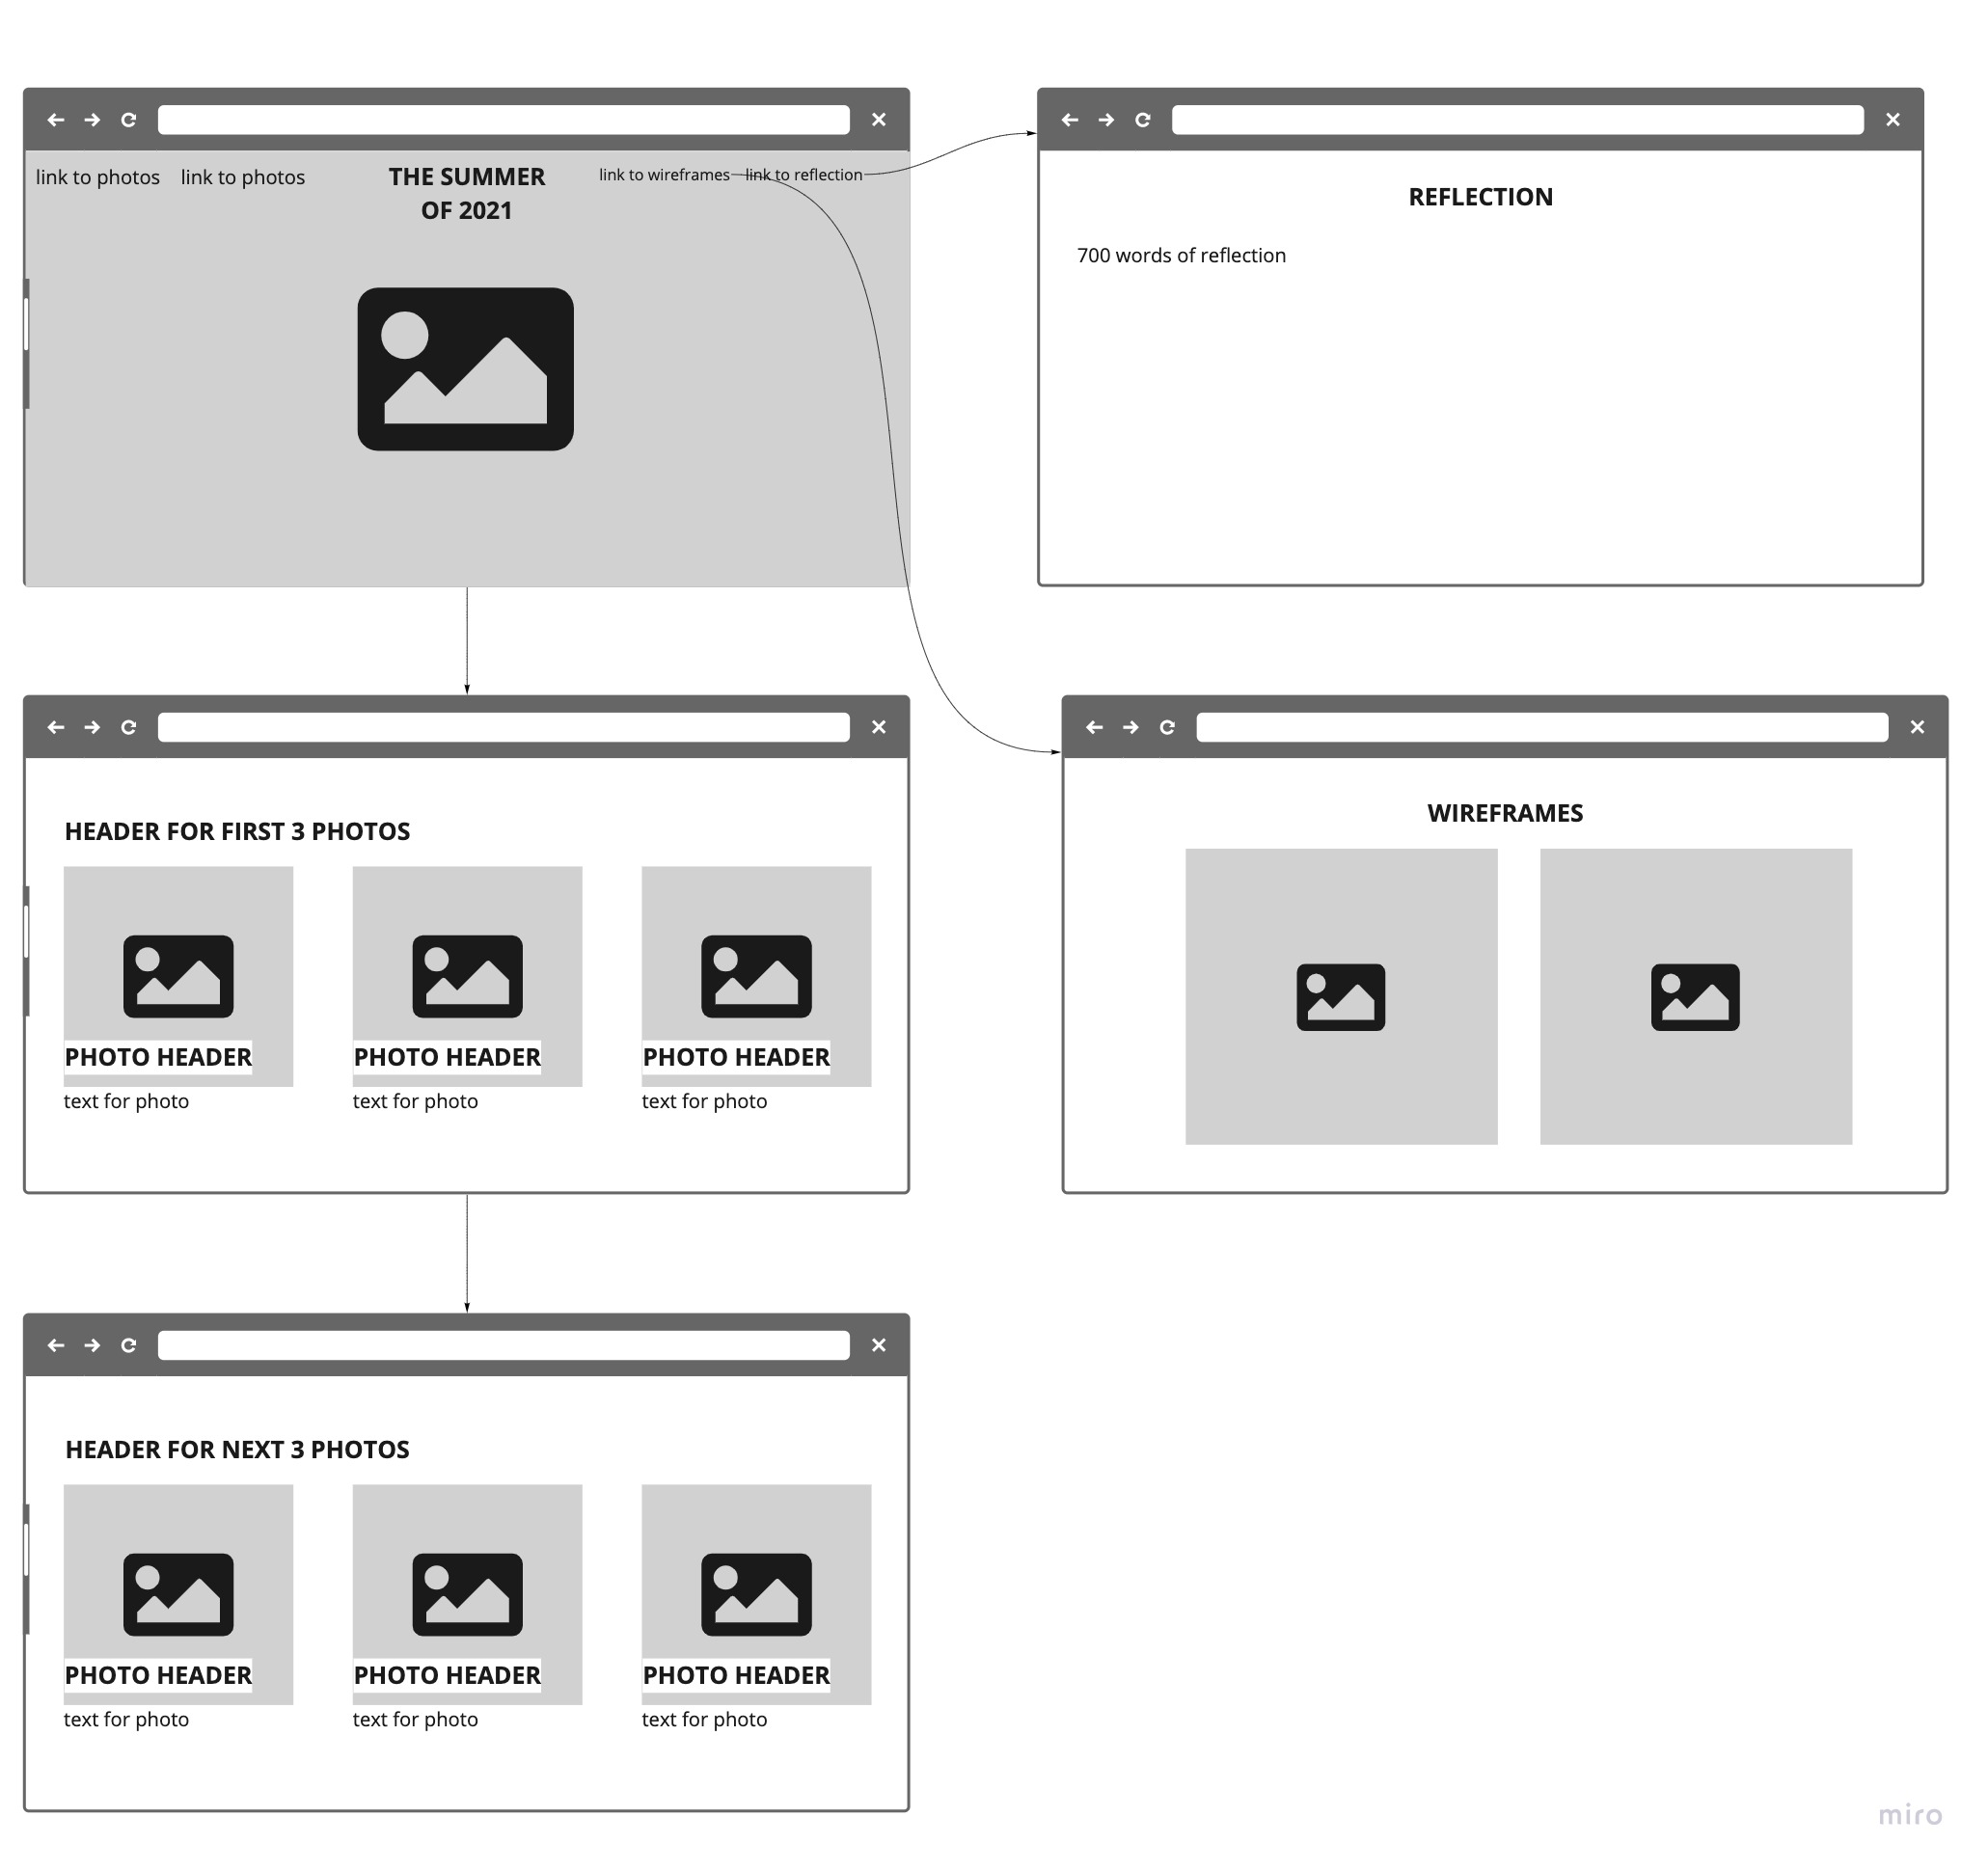 link to photos
link to photos
THE SUMMER
OF 2021
link to wireframes
link to reflection
REFLECTION
700 words of reflection
HEADER FOR FIRST 3 PHOTOS
PHOTO HEADER
PHOTO HEADER
PHOTO HEADER
text for photo
text for photo
text for photo
WIREFRAMES
HEADER FOR NEXT 3 PHOTOS
PHOTO HEADER
PHOTO HEADER
PHOTO HEADER
text for photo
text for photo
text for photo
miro